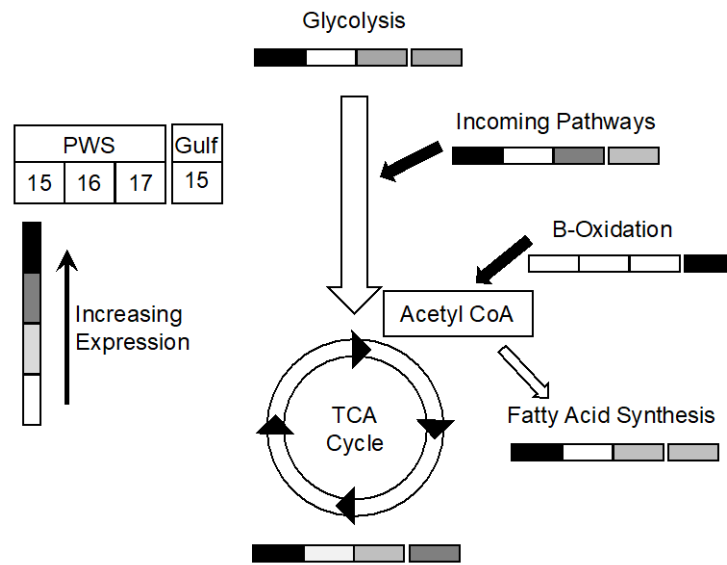 Glycolysis
PWS Gulf
15 16 17 15
Incoming Pathways
B-Oxidation
Increasing
Expression
Acetyl CoA
TCA
Cycle
Fatty Acid Synthesis